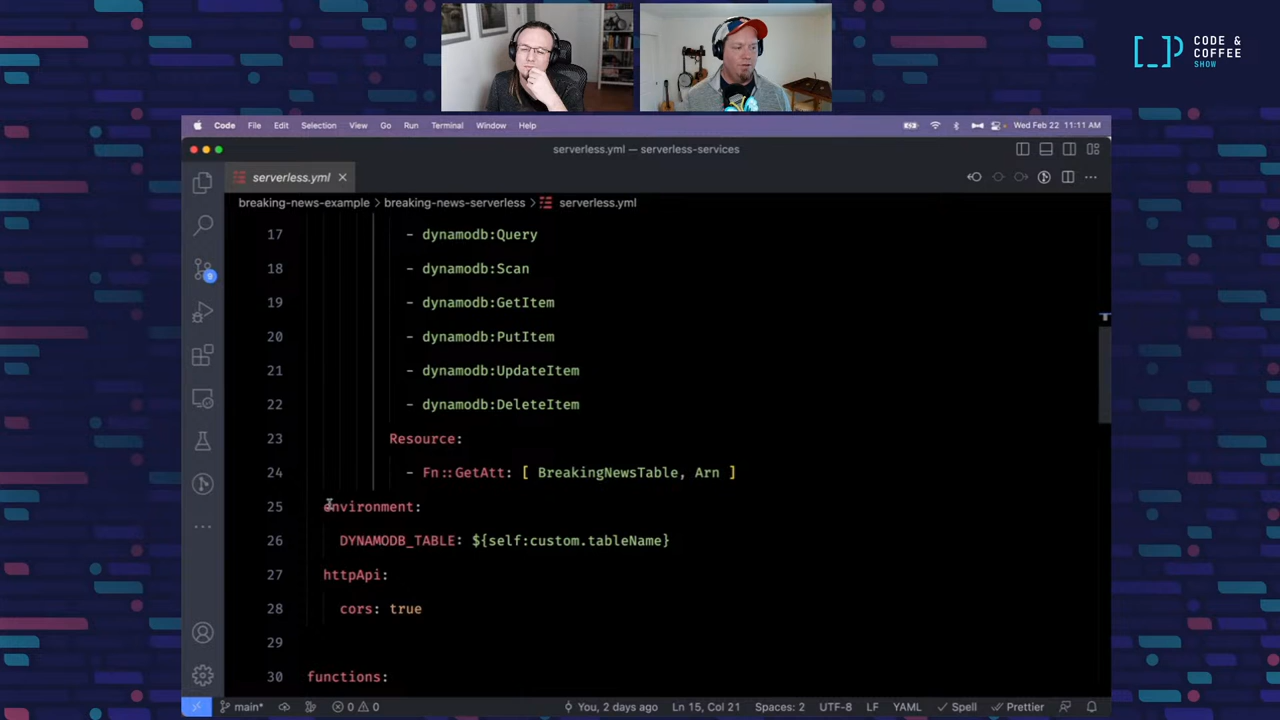 CODE &
COFFEE
SHOW
Code File Edit Selection View Go Run Terminal Window Help Wed Feb 22 11:11 AM
serverless.yml — serverless-services
serverless.yml
breaking-news-example > breaking-news-serverless > serverless.yml
17 - dynamodb:Query
18 - dynamodb:Scan
19 - dynamodb:GetItem
20 - dynamodb:PutItem
21 - dynamodb:UpdateItem
22 - dynamodb:DeleteItem
23 Resource:
24 - Fn::GetAtt: [ BreakingNewsTable, Arn ]
25 environment:
26 DYNAMODB_TABLE: ${self:custom.tableName}
27 httpApi:
28 cors: true
29
30 functions:
9
main* 0 0 You, 2 days ago Ln 15, Col 21 Spaces: 2 UTF-8 LF YAML Spell Prettier